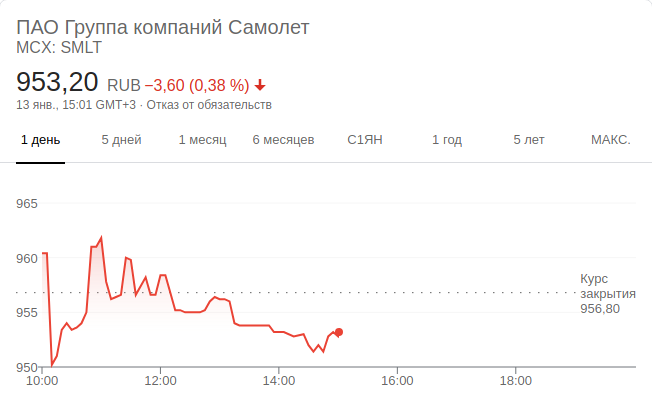 ПАО Группа компаний Самолет
MCX: SMLT
953,20 RUB −3,60 (0,38 %)
13 янв., 15:01 GMT+3 · Отказ от обязательств
1 день 5 дней 1 месяц 6 месяцев С1ЯН 1 год 5 лет МАКС.
965
960
Курс
закрытия
956,80
955
950
10:00 12:00 14:00 16:00 18:00